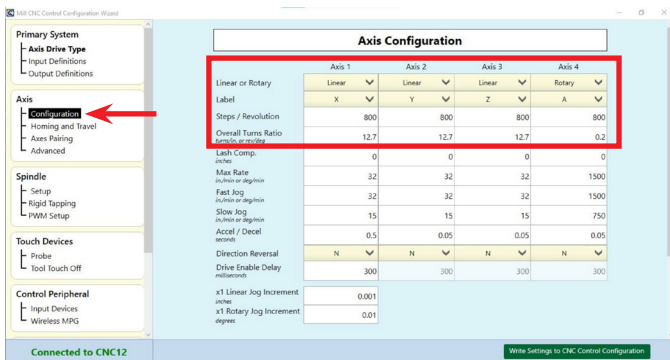 Mill CNC Control Configuration Wizard
Primary System
Axis Drive Type
Input Definitions
Output Definitions
Axis
Configuration
Homing and Travel
Axes Pairing
Advanced
Spindle
Setup
Rigid Tapping
PWM Setup
Touch Devices
Probe
Tool Touch Off
Control Peripheral
Input Devices
Wireless MPG
Connected to CNC12
Axis Configuration
Axis 1 Axis 2 Axis 3 Axis 4
Linear or Rotary Linear Linear Linear Rotary
Label X Y Z A
Steps / Revolution 800 800 800 800
Overall Turns Ratio 12.7 12.7 12.7 0.2
turns/in. or rev/deg
Lash Comp. 0 0 0 0
inches
Max Rate 32 32 32 1500
in./min or deg/min
Fast Jog 32 32 32 1500
in./min or deg/min
Slow Jog 15 15 15 750
in./min or deg/min
Accel / Decel 0.5 0.05 0.05 0.05
seconds
Direction Reversal N N N N
Drive Enable Delay 300 300 300 300
milliseconds
x1 Linear Jog Increment 0.001
inches
x1 Rotary Jog Increment 0.01
degrees
Write Settings to CNC Control Configuration